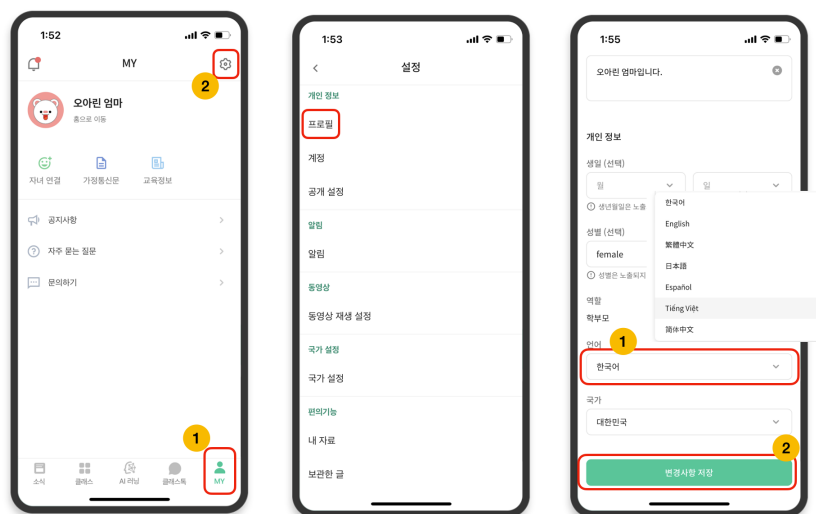 1:52
MY
2
오아린 엄마
홈으로 이동
자녀 연결
가정통신문
교육정보
공지사항
자주 묻는 질문
문의하기
1
소식
클래스
AI 러닝
클래스톡
MY
1:53
설정
개인 정보
프로필
계정
공개 설정
알림
알림
동영상
동영상 재생 설정
국가 설정
국가 설정
편의기능
내 자료
보관한 글
1:55
오아린 엄마입니다.
개인 정보
생일 (선택)
월
일
생년월일은 노출
성별 (선택)
female
성별은 노출되지
역할
학부모
한국어
English
繁體中文
日本語
Español
Tiếng Việt
简体中文
언어
1
한국어
국가
대한민국
2
변경사항 저장